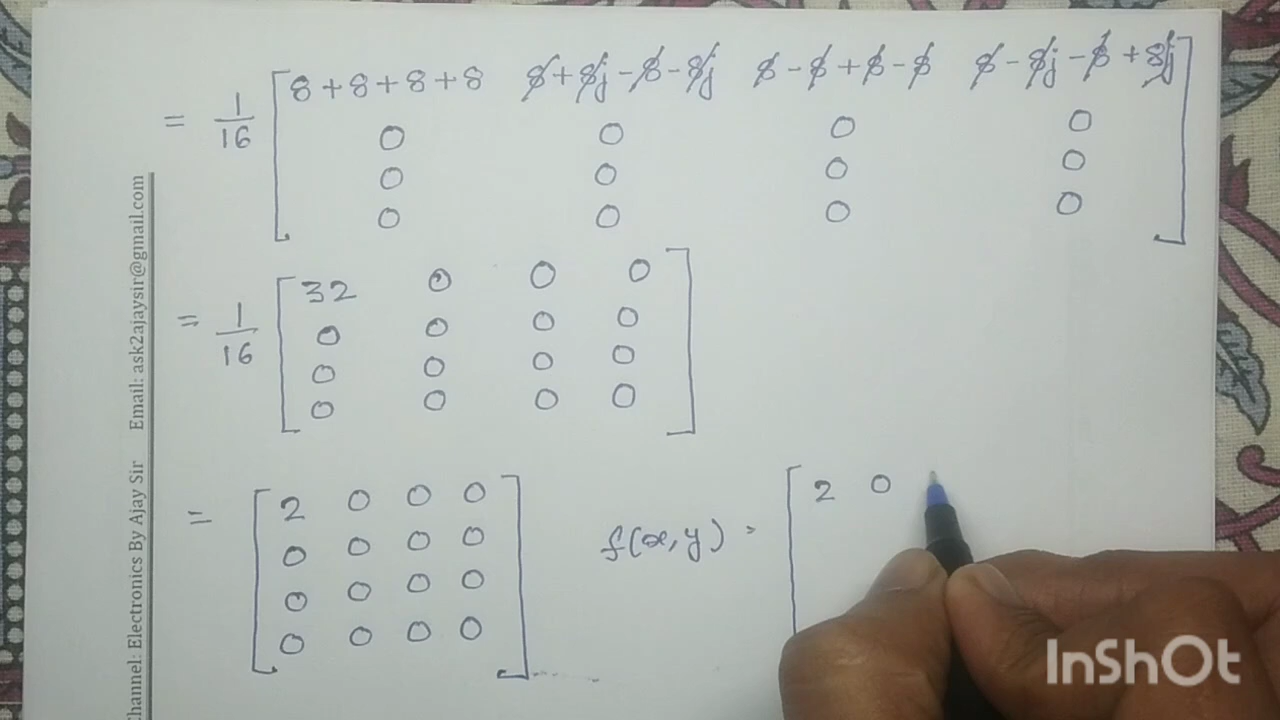 = 1/16 [ 8+8+8+8 8+8j-8-8j 8-8+8-8 8-8j-8+8j
0 0 0 0
0 0 0 0
0 0 0 0 ]
= 1/16 [ 32 0 0 0
0 0 0 0
0 0 0 0
0 0 0 0 ]
= [ 2 0 0 0
0 0 0 0
0 0 0 0
0 0 0 0 ]
f(x,y) = [ 2 0
Channel: Electronics By Ajay Sir Email: ask2ajaysir@gmail.com
InShOt